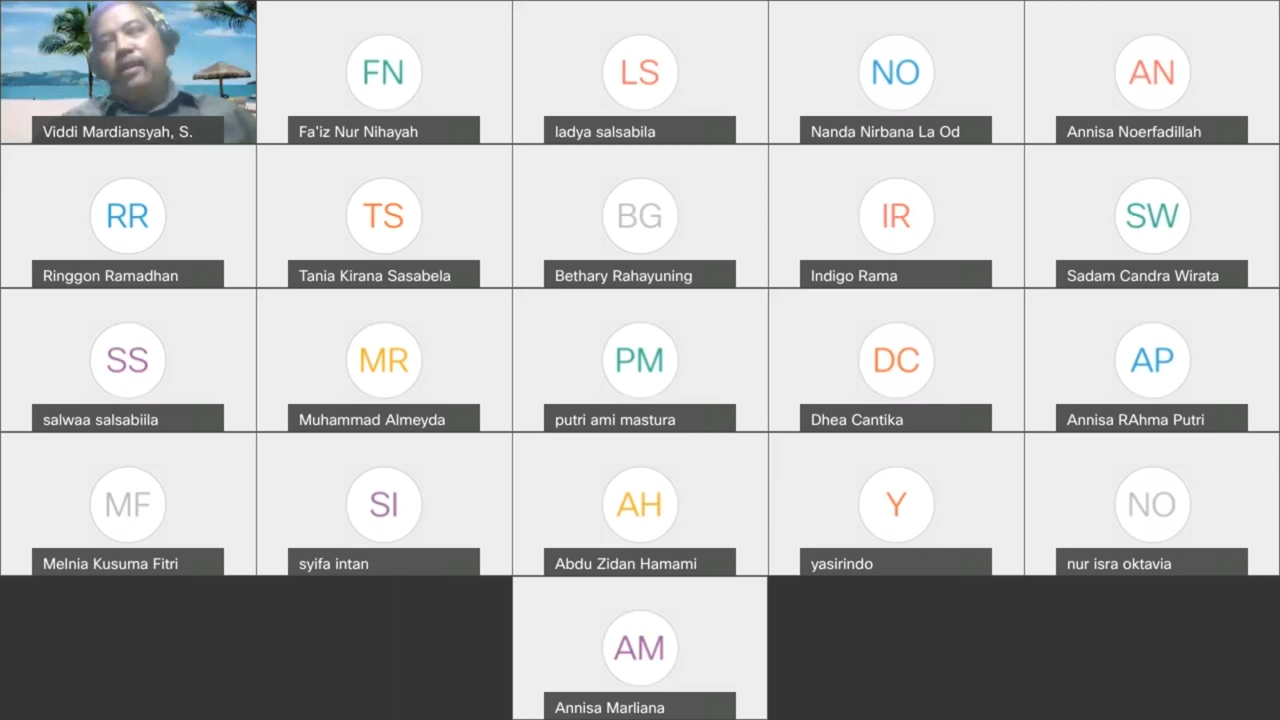 Viddi Mardiansyah, S.
FN
Fa'iz Nur Nihayah
LS
ladya salsabila
NO
Nanda Nirbana La Od
AN
Annisa Noerfadillah
RR
Ringgon Ramadhan
TS
Tania Kirana Sasabela
BG
Bethary Rahayuning
IR
Indigo Rama
SW
Sadam Candra Wirata
SS
salwaa salsabiila
MR
Muhammad Almeyda
PM
putri ami mastura
DC
Dhea Cantika
AP
Annisa RAhma Putri
MF
Melnia Kusuma Fitri
SI
syifa intan
AH
Abdu Zidan Hamami
Y
yasirindo
NO
nur isra oktavia
AM
Annisa Marliana